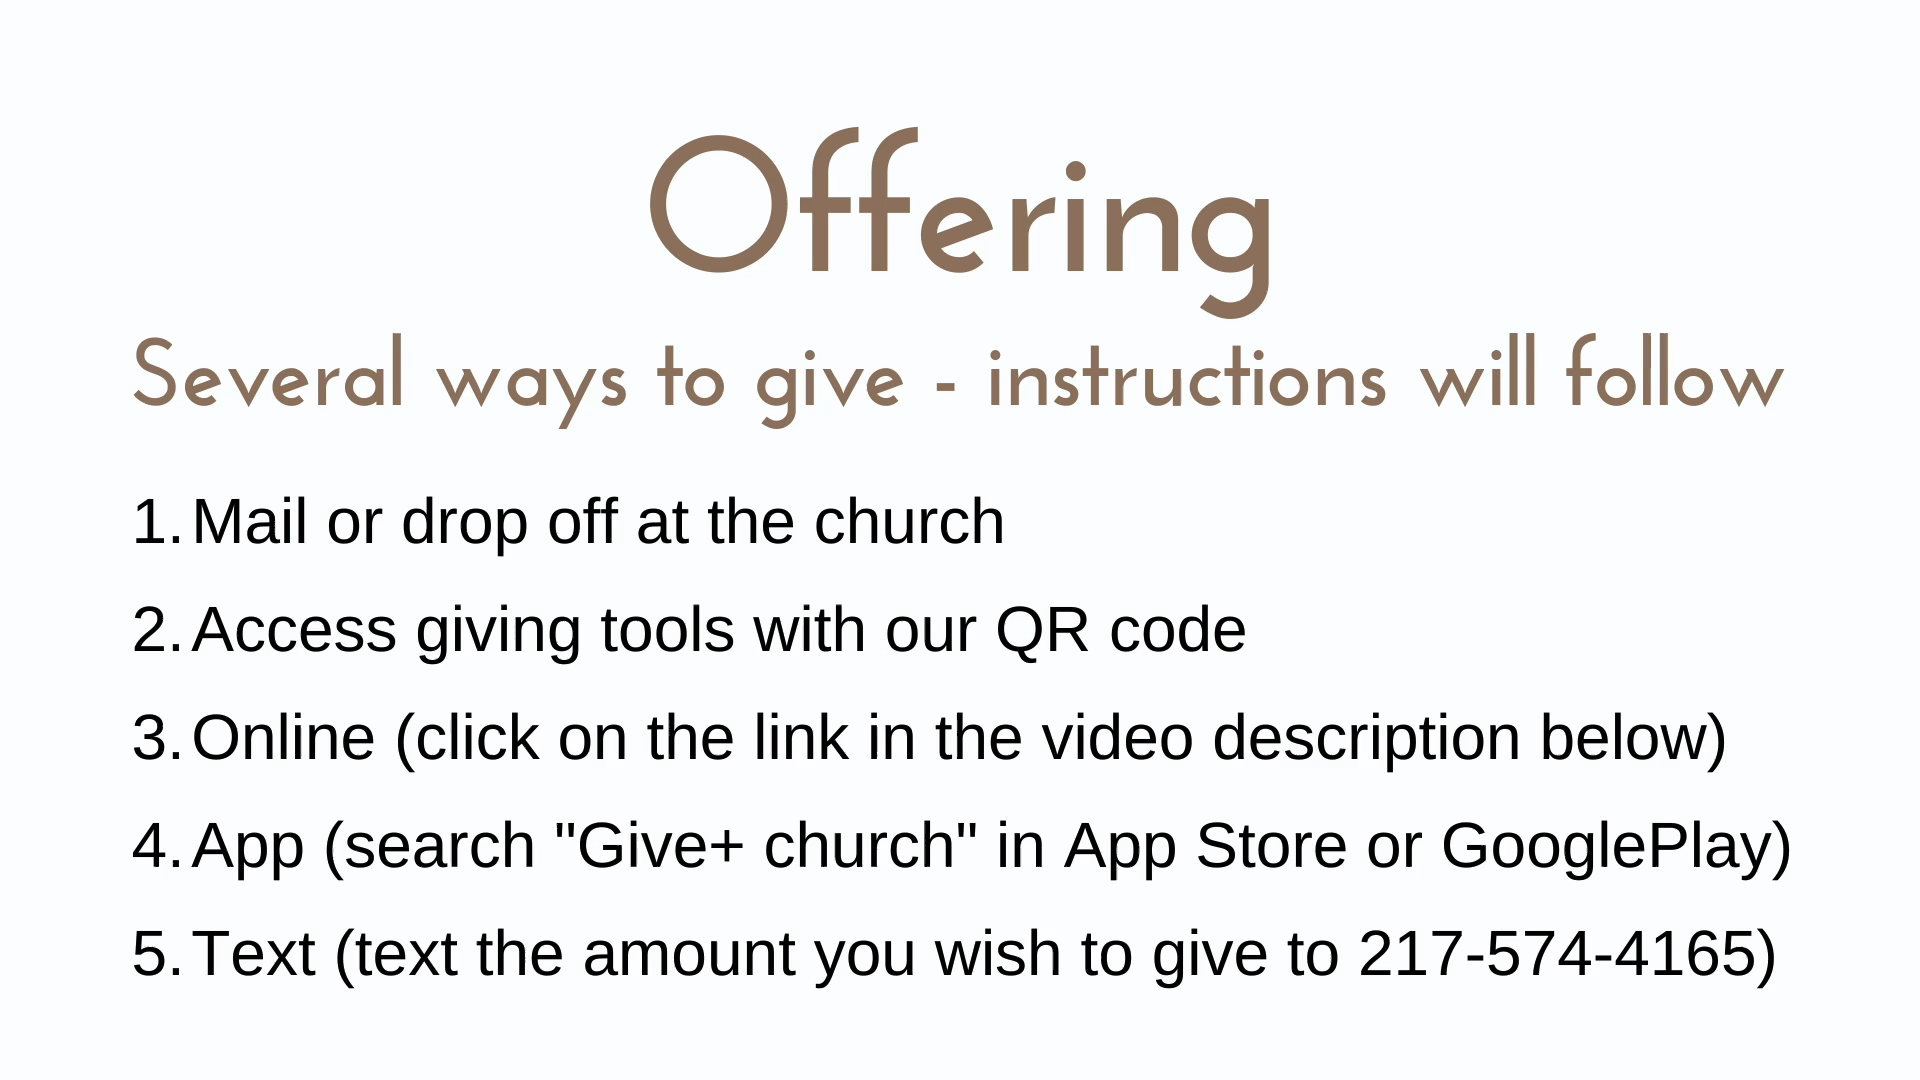 Offering
Several ways to give - instructions will follow
1. Mail or drop off at the church
2. Access giving tools with our QR code
3. Online (click on the link in the video description below)
4. App (search "Give+ church" in App Store or GooglePlay)
5. Text (text the amount you wish to give to 217-574-4165)